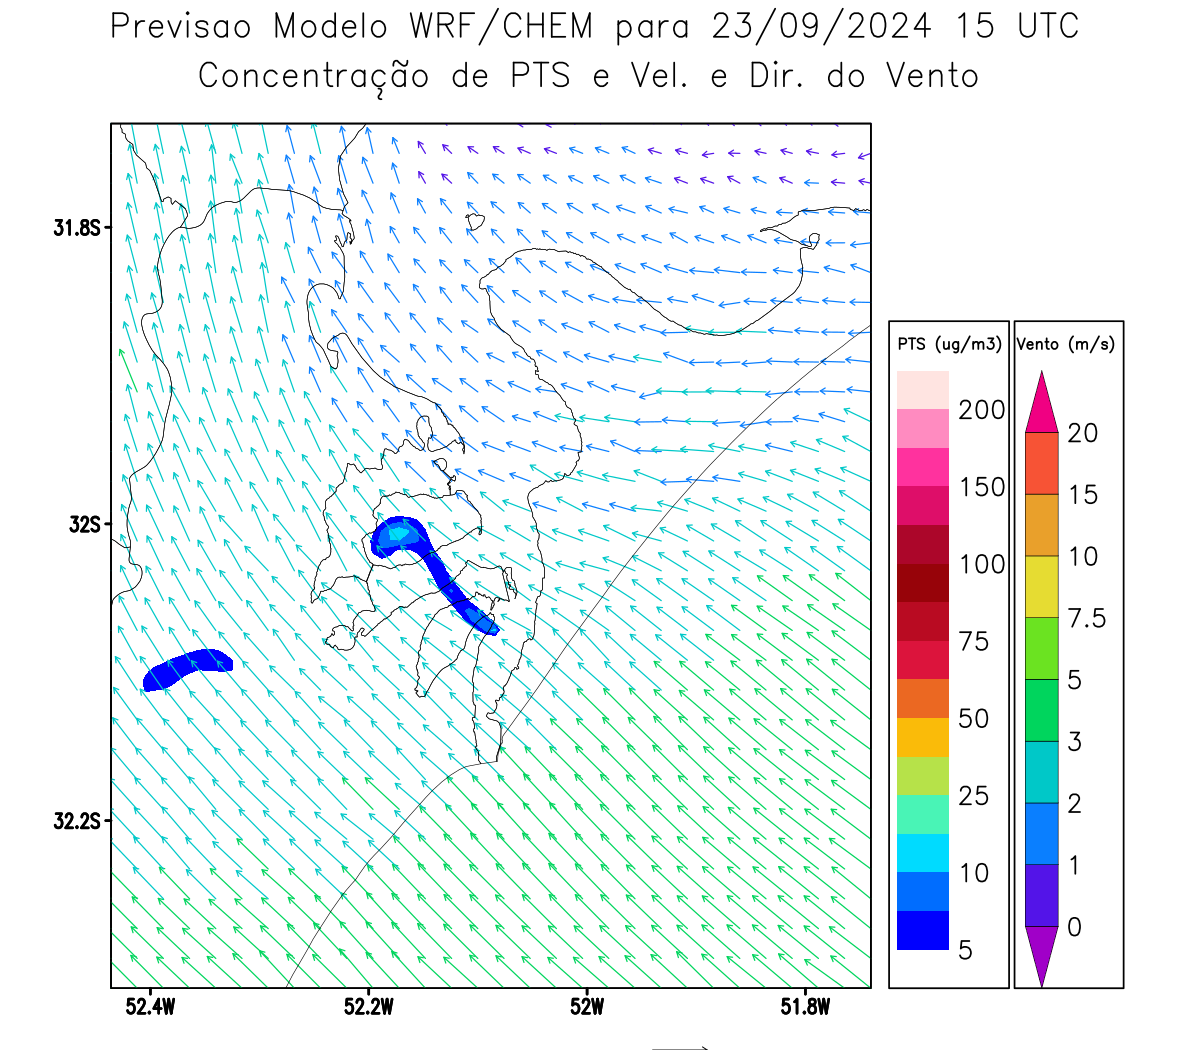 Previsao Modelo WRF/CHEM para 23/09/2024 15 UTC
Concentração de PTS e Vel. e Dir. do Vento
31.8S
32S
32.2S
52.4W
52.2W
52W
51.8W
PTS (ug/m3)
200
150
100
75
50
25
10
5
Vento (m/s)
20
15
10
7.5
5
3
2
1
0